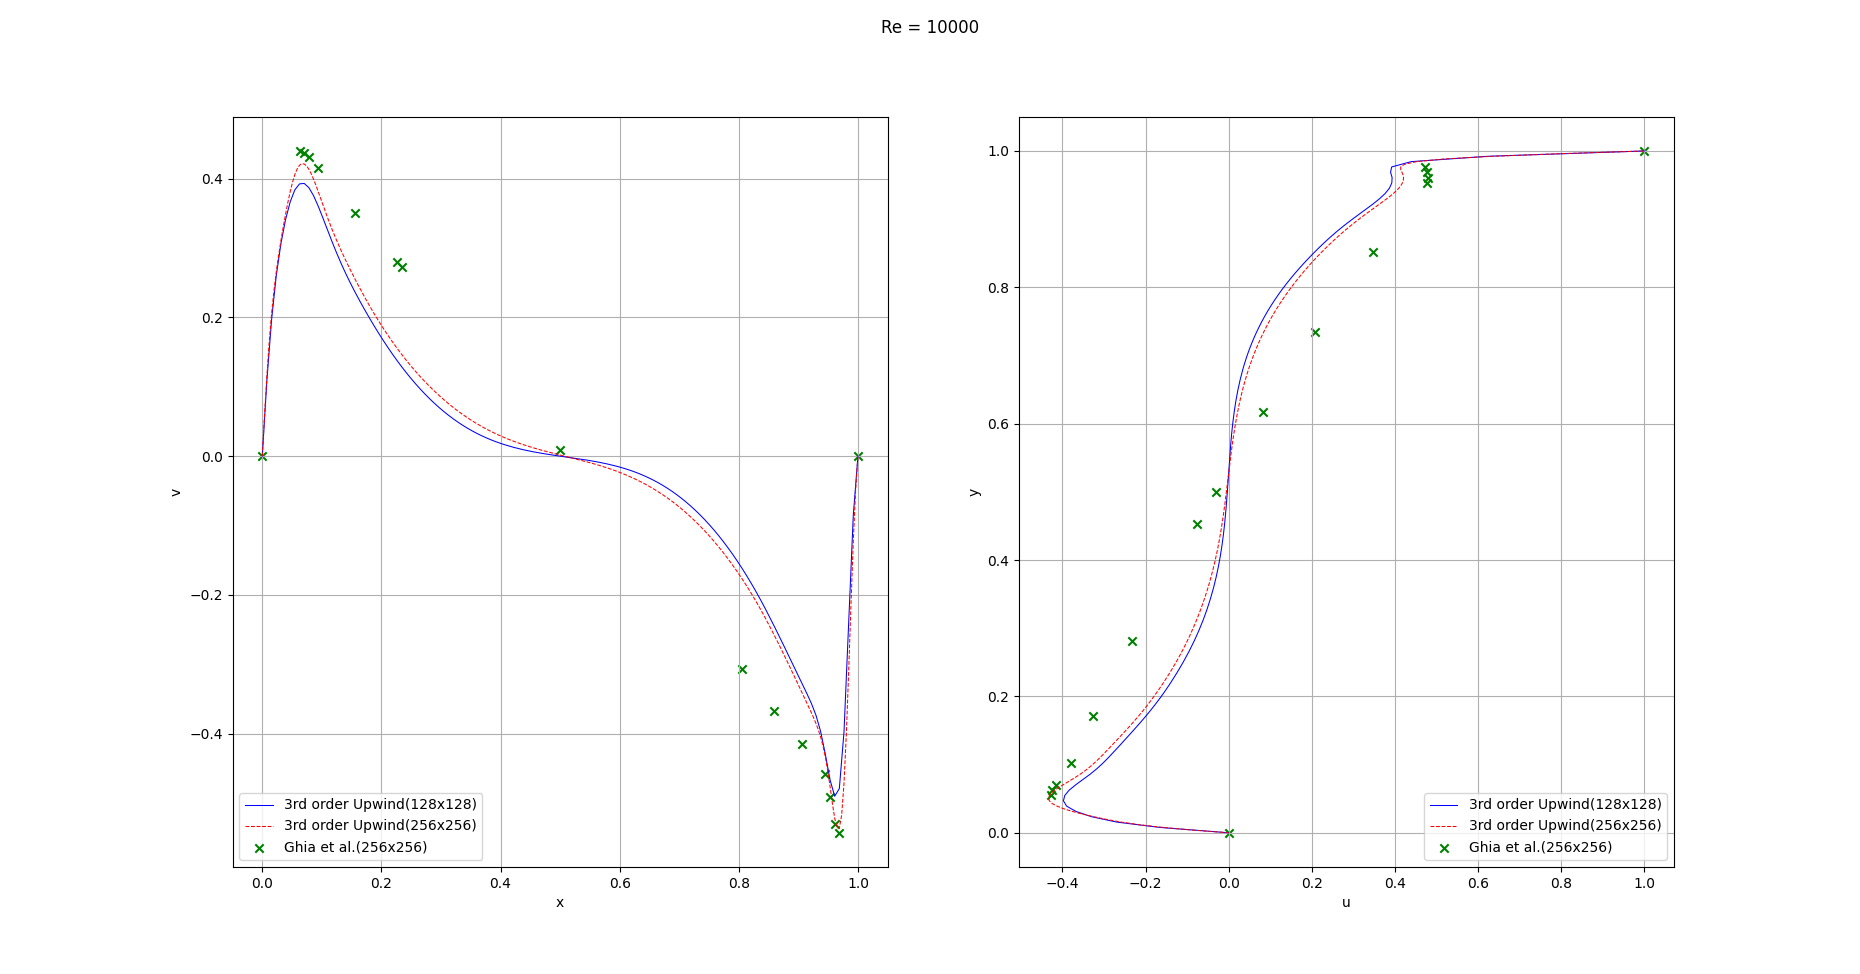 Re = 10000
0.4
0.2
0.0
−0.2
−0.4
v
3rd order Upwind(128x128)
3rd order Upwind(256x256)
Ghia et al.(256x256)
0.0 0.2 0.4 0.6 0.8 1.0
x
1.0
0.8
0.6
0.4
0.2
0.0
y
3rd order Upwind(128x128)
3rd order Upwind(256x256)
Ghia et al.(256x256)
−0.4 −0.2 0.0 0.2 0.4 0.6 0.8 1.0
u